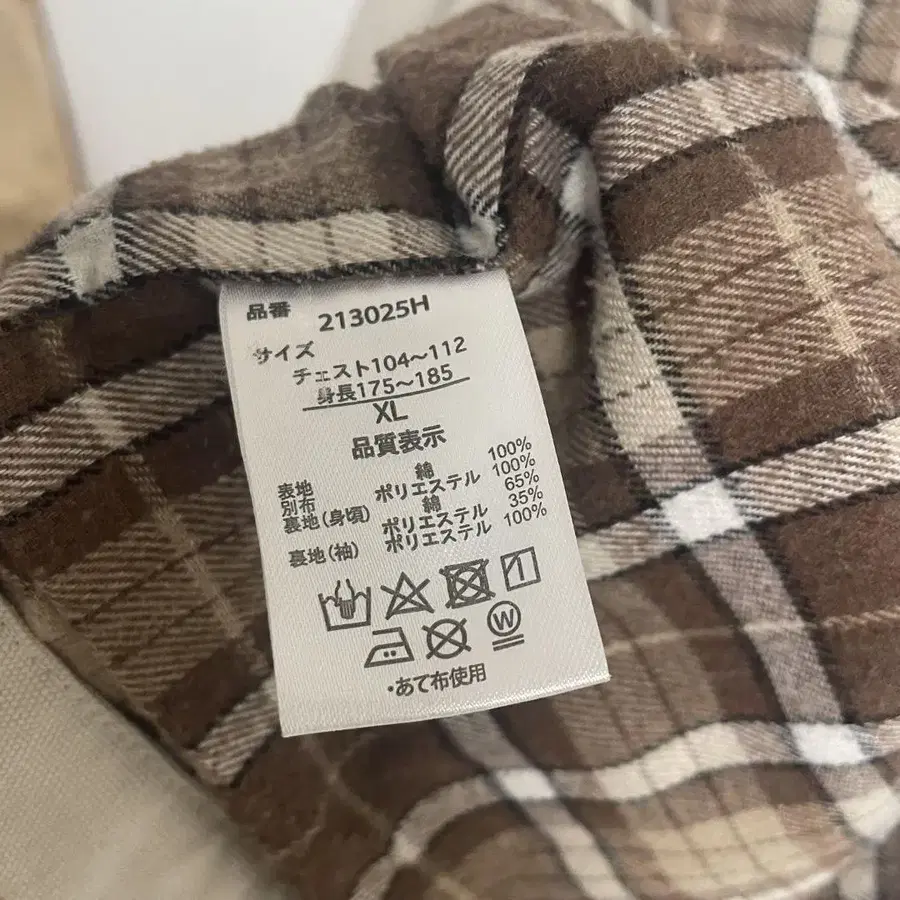 品番 213025H
サイズ
チェスト104～112
身長175～185
XL
品質表示
表地 綿 100%
別布 ポリエステル 100%
裏地(身頃) 綿 65%
ポリエステル 35%
裏地(袖) ポリエステル 100%
W
・あて布使用